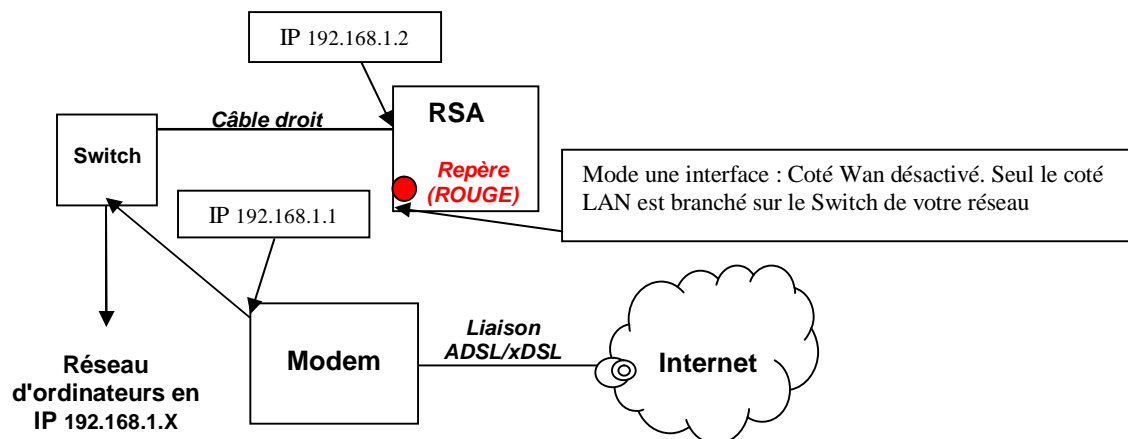 IP 192.168.1.2
RSA
Câble droit
Switch
Repère
(ROUGE)
Mode une interface : Coté Wan désactivé. Seul le coté
LAN est branché sur le Switch de votre réseau
IP 192.168.1.1
Liaison
ADSL/xDSL
Modem
Internet
Réseau
d'ordinateurs en
IP 192.168.1.X